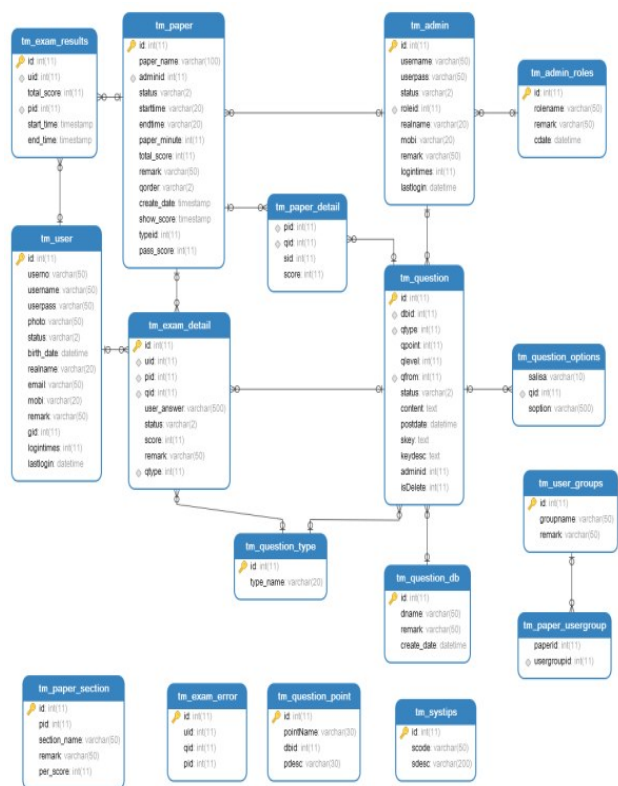 tm_exam_results
id: int(11)
uid: int(11)
total_score: int(11)
pid: int(11)
start_time: timestamp
end_time: timestamp
tm_paper
id: int(11)
paper_name: varchar(100)
adminid: int(11)
status: varchar(2)
starttime: varchar(20)
endtime: varchar(20)
paper_minute: int(11)
total_score: int(11)
remark: varchar(50)
qorder: varchar(2)
create_date: timestamp
show_score: timestamp
typeid: int(11)
pass_score: int(11)
tm_admin
id: int(11)
username: varchar(50)
userpass: varchar(50)
status: varchar(2)
roleid: int(11)
realname: varchar(20)
mobi: varchar(20)
remark: varchar(50)
logintimes: int(11)
lastlogin: datetime
tm_admin_roles
id: int(11)
rolename: varchar(50)
remark: varchar(50)
cdate: datetime
tm_paper_detail
pid: int(11)
qid: int(11)
sid: int(11)
score: int(11)
tm_user
id: int(11)
userno: varchar(50)
username: varchar(50)
userpass: varchar(50)
photo: varchar(50)
status: varchar(2)
birth_date: datetime
realname: varchar(20)
email: varchar(50)
mobi: varchar(20)
remark: varchar(50)
gid: int(11)
logintimes: int(11)
lastlogin: datetime
tm_exam_detail
id: int(11)
uid: int(11)
pid: int(11)
qid: int(11)
user_answer: varchar(500)
status: varchar(2)
score: int(11)
remark: varchar(50)
qtype: int(11)
tm_question
id: int(11)
dbid: int(11)
qtype: int(11)
qpoint: int(11)
qlevel: int(11)
qfrom: int(11)
status: varchar(2)
content: text
postdate: datetime
skey: text
keydesc: text
adminid: int(11)
isDelete: int(11)
tm_question_options
salisa: varchar(10)
qid: int(11)
soption: varchar(500)
tm_user_groups
id: int(11)
groupname: varchar(50)
remark: varchar(50)
tm_question_type
id: int(11)
type_name: varchar(20)
tm_question_db
id: int(11)
dname: varchar(50)
remark: varchar(50)
create_date: datetime
tm_paper_usergroup
paperId: int(11)
usergroupid: int(11)
tm_paper_section
id: int(11)
pid: int(11)
section_name: varchar(50)
remark: varchar(50)
per_score: int(11)
tm_exam_error
id: int(11)
uid: int(11)
qid: int(11)
pid: int(11)
tm_question_point
id: int(11)
pointName: varchar(30)
dbid: int(11)
pdesc: varchar(30)
tm_systips
id: int(11)
scode: varchar(50)
sdesc: varchar(200)